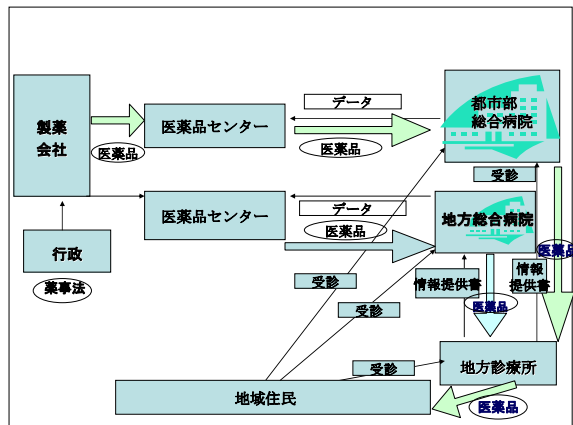 製薬
会社
医薬品
医薬品センター
データ
医薬品
都市部
総合病院
受診
医薬品センター
データ
医薬品
地方総合病院
行政
薬事法
受診
受診
情報
提供書
医薬品
情報
提供書
医薬品
受診
地方診療所
地域住民
医薬品